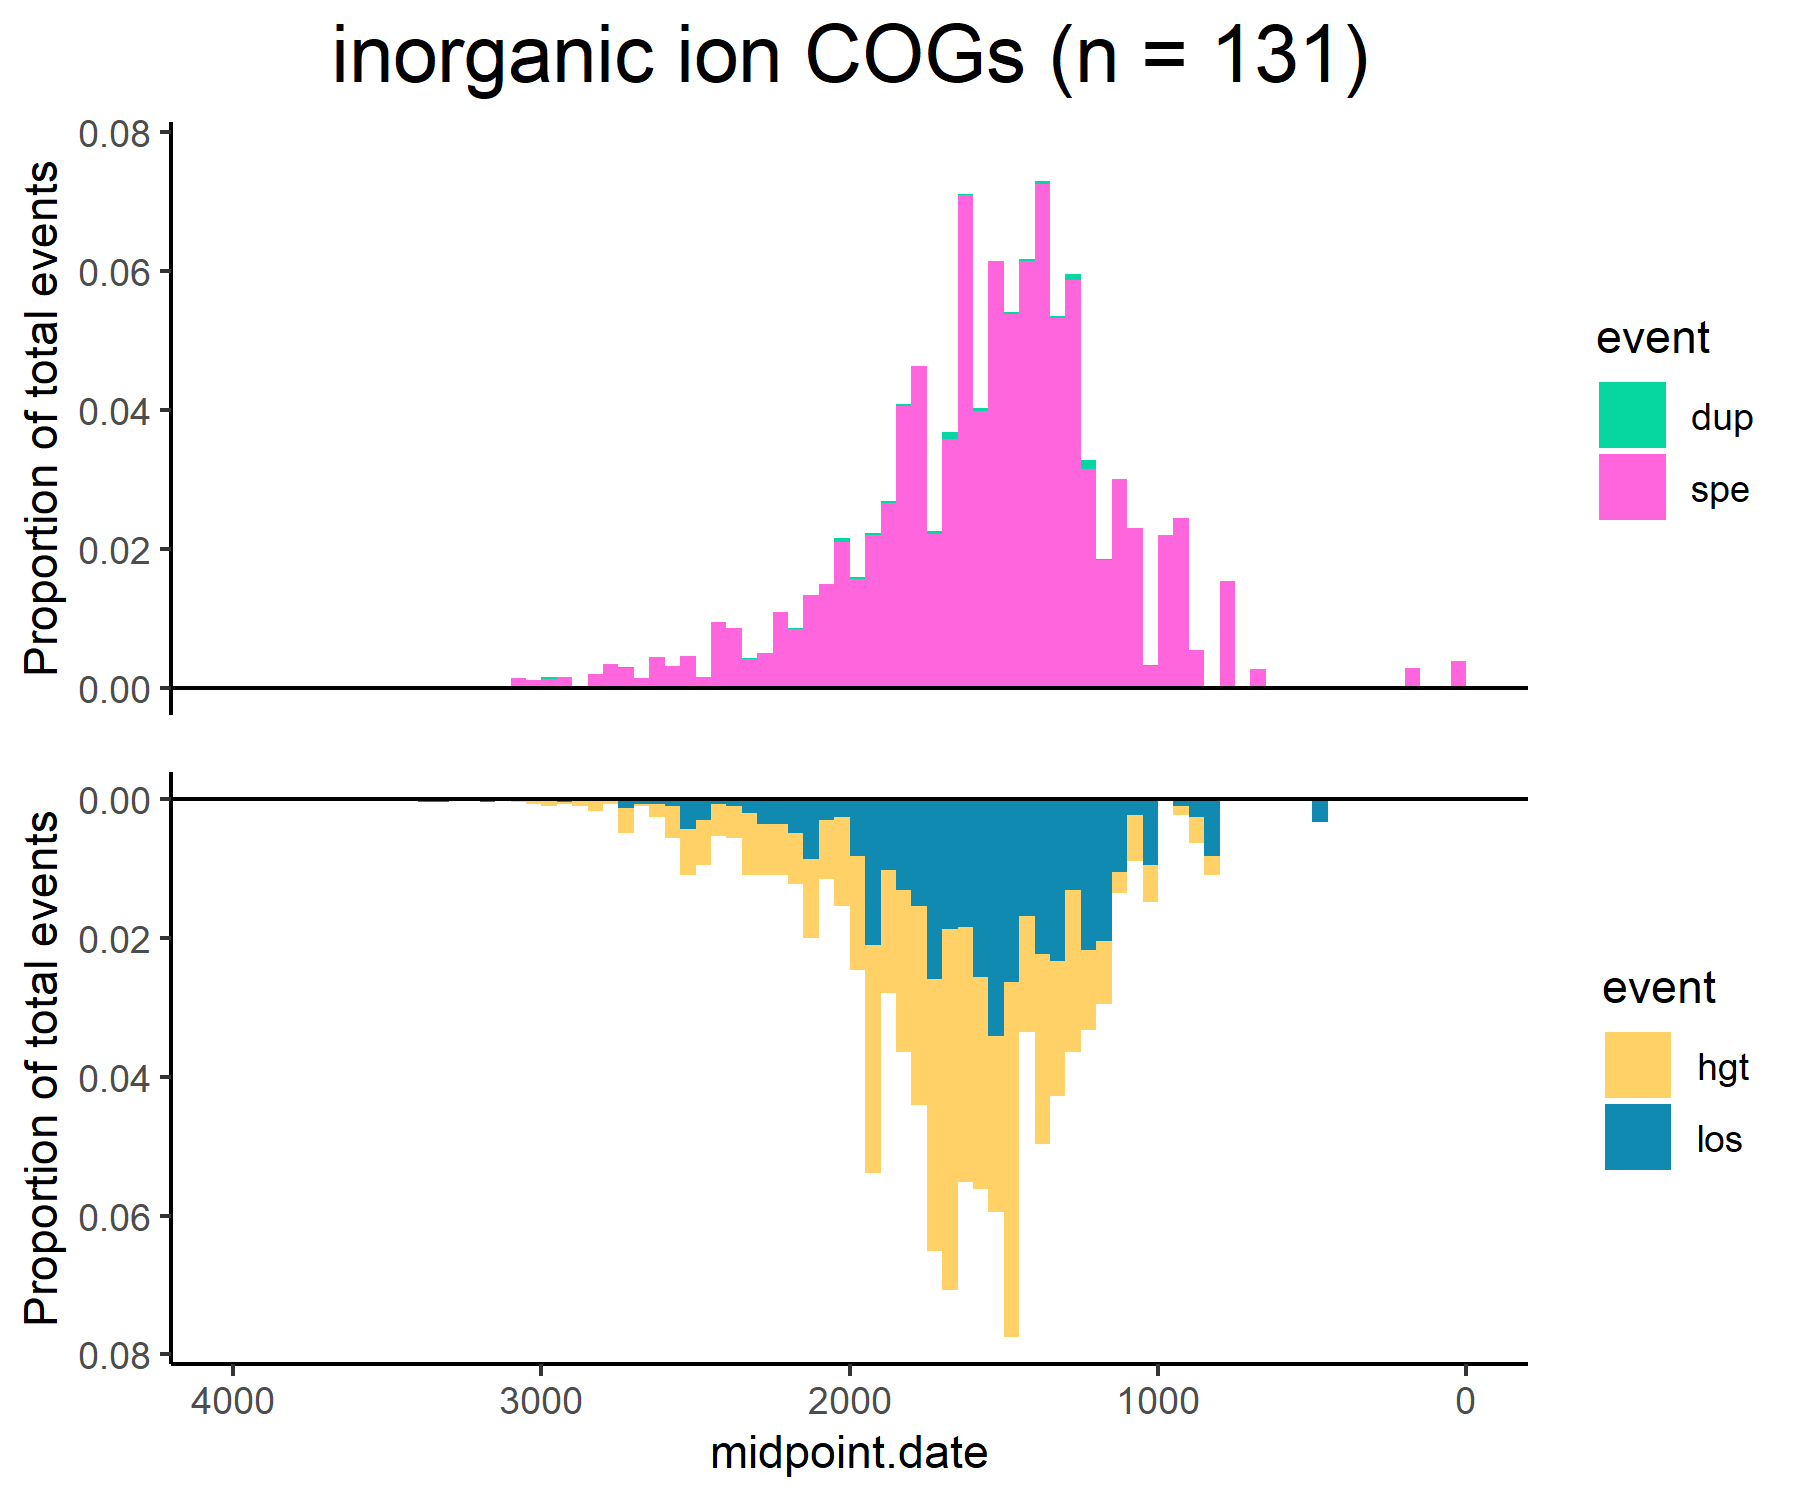 inorganic ion COGs (n = 131)
Proportion of total events
0.08
0.06
0.04
0.02
0.00
event
dup
spe
Proportion of total events
0.00
0.02
0.04
0.06
0.08
event
hgt
los
4000 3000 2000 1000 0
midpoint.date